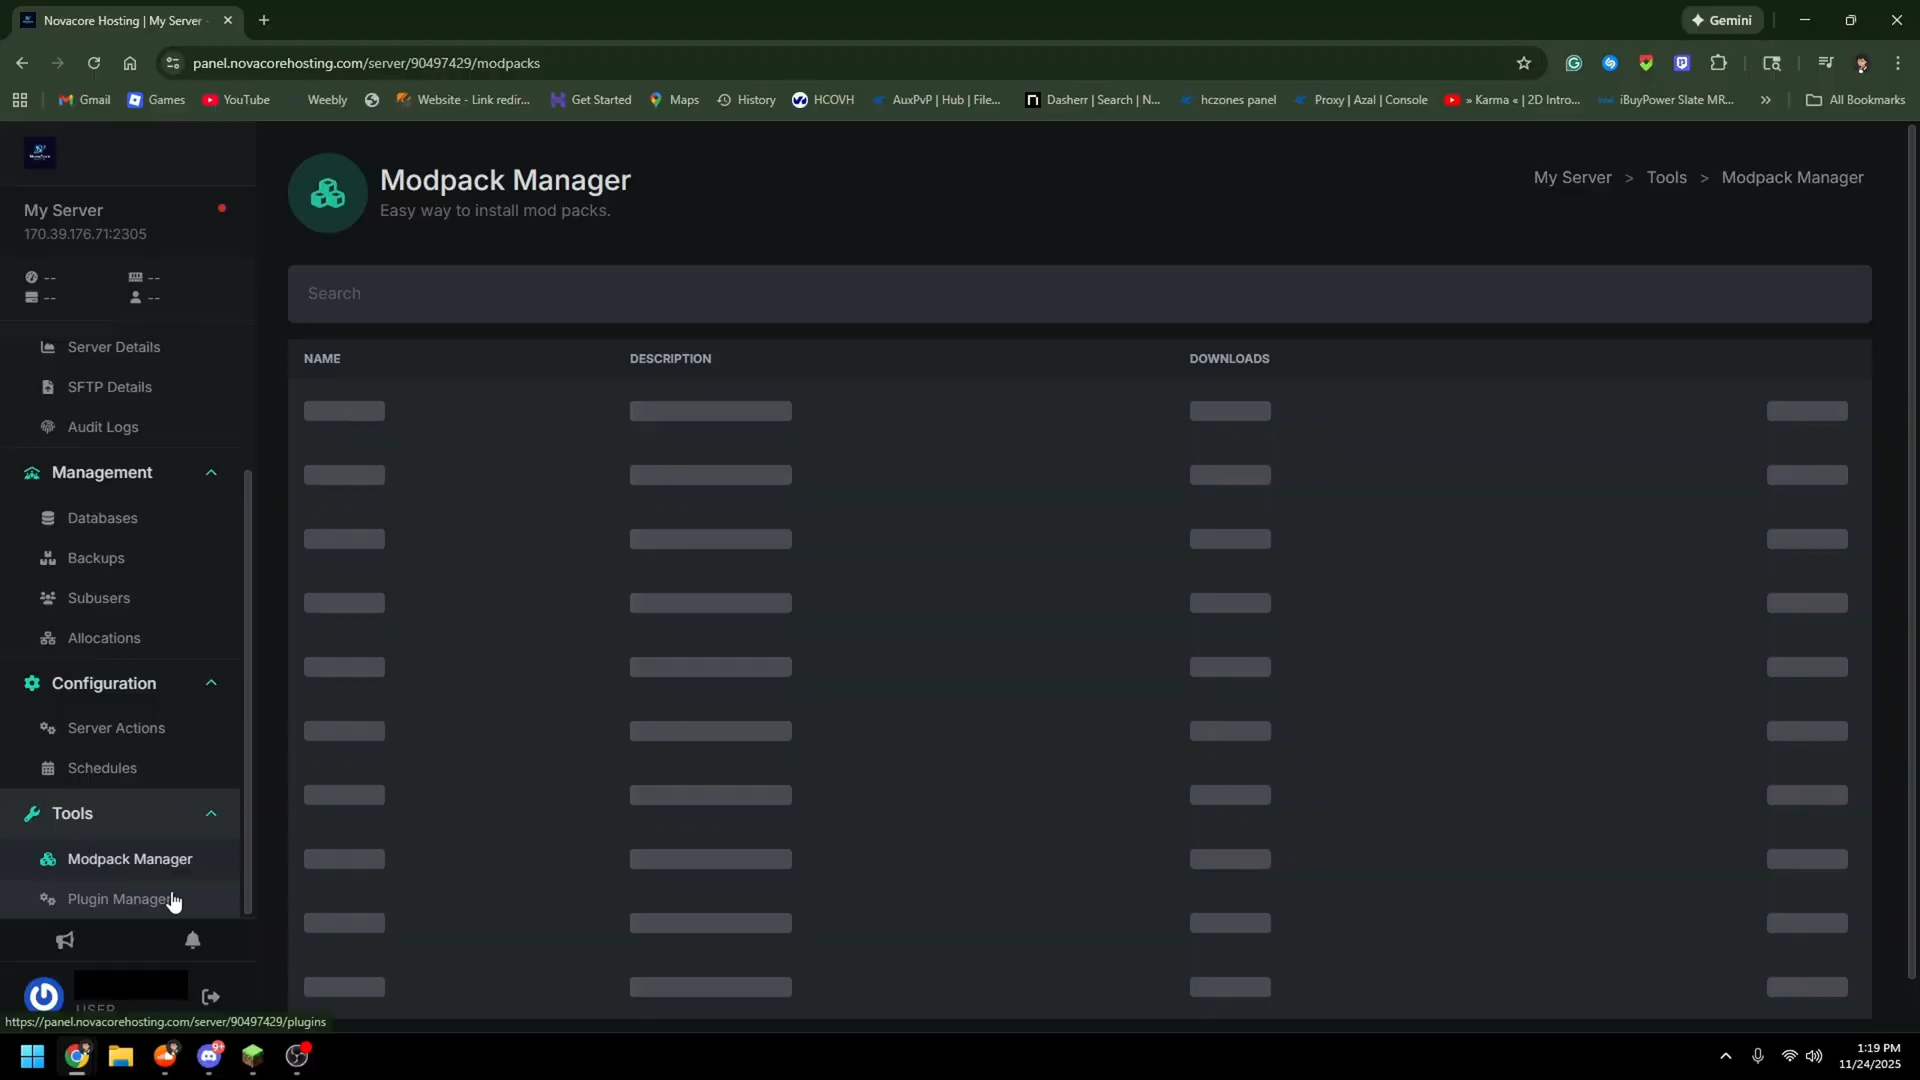 Novacore Hosting | My Server
Gemini
panel.novacorehosting.com/server/90497429/modpacks
Gmail
Games
YouTube
Weekly
Website - Link redir...
Get Started
Maps
History
HCOVH
AuxPvP | Hub | File...
Dasherr | Search | N...
hczones panel
Proxy | Azal | Console
» Karma « | 2D Intro...
iBuyPower Slate MR...
»
All Bookmarks
My Server
170.39.176.71:2305
--
--
--
--
Server Details
SFTP Details
Audit Logs
Management
Databases
Backups
Subusers
Allocations
Configuration
Server Actions
Schedules
Tools
Modpack Manager
Plugin Manager
USER
https://panel.novacorehosting.com/server/90497429/plugins
Modpack Manager
Easy way to install mod packs.
My Server > Tools > Modpack Manager
Search
NAME DESCRIPTION DOWNLOADS
9+
1:19 PM
11/24/2025